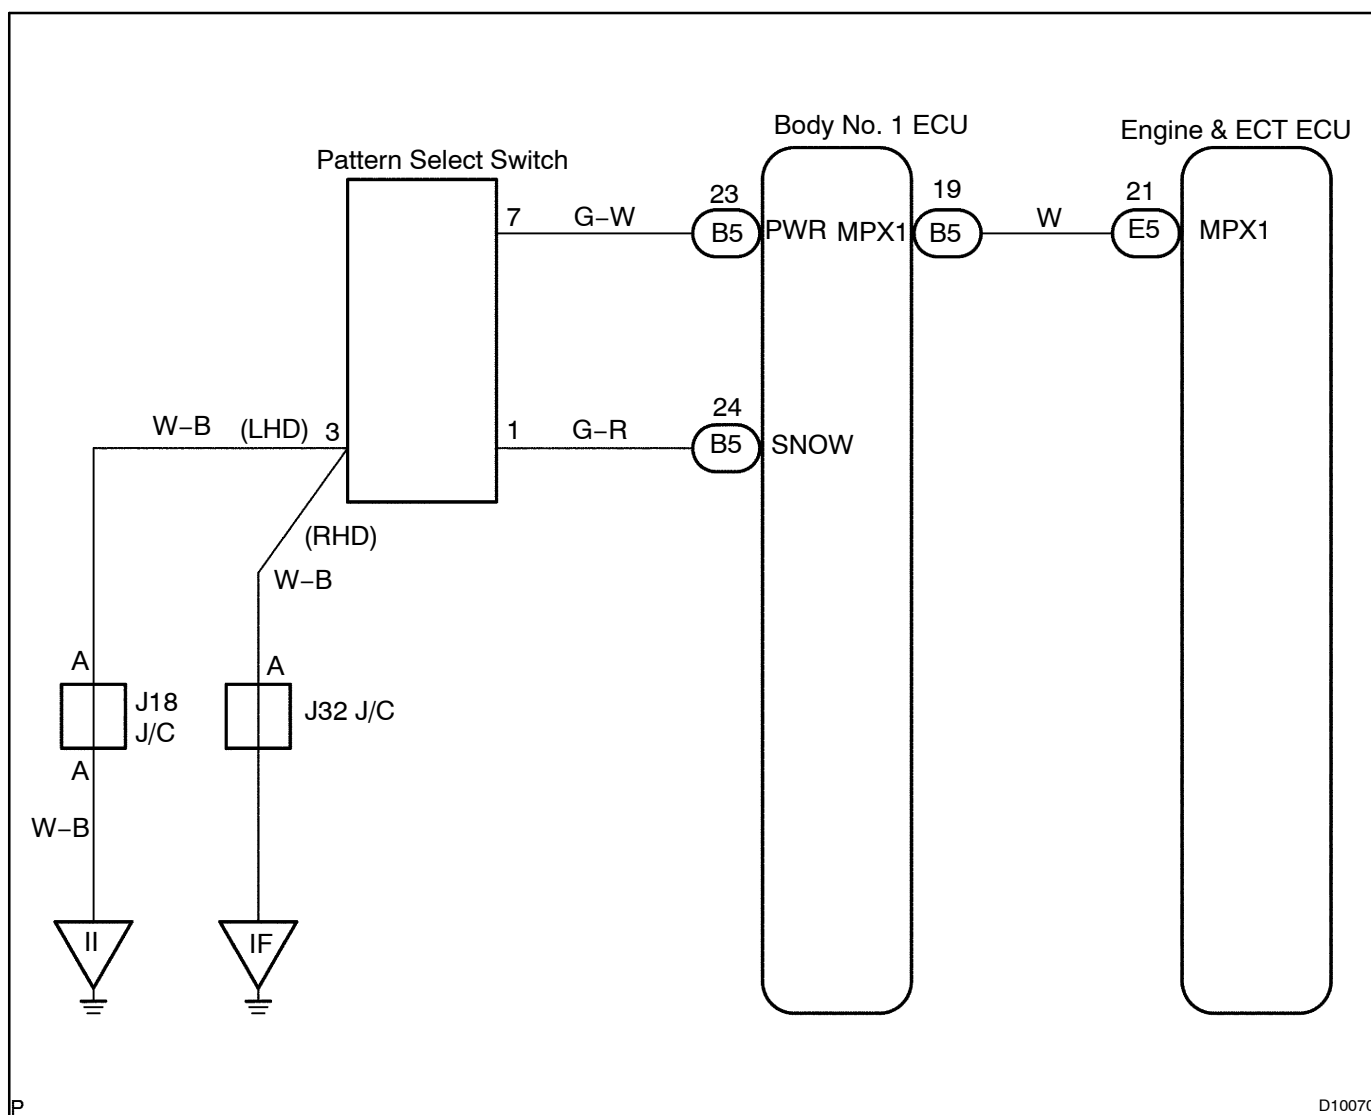 Body No. 1 ECU
Engine & ECT ECU
Pattern Select Switch
7
G–W
23
B5
PWR
MPX1
19
B5
W
21
E5
MPX1
W–B
(LHD)
3
1
G–R
24
B5
SNOW
(RHD)
W–B
A
J18
J/C
A
A
J32 J/C
W–B
II
IF
P
D10070